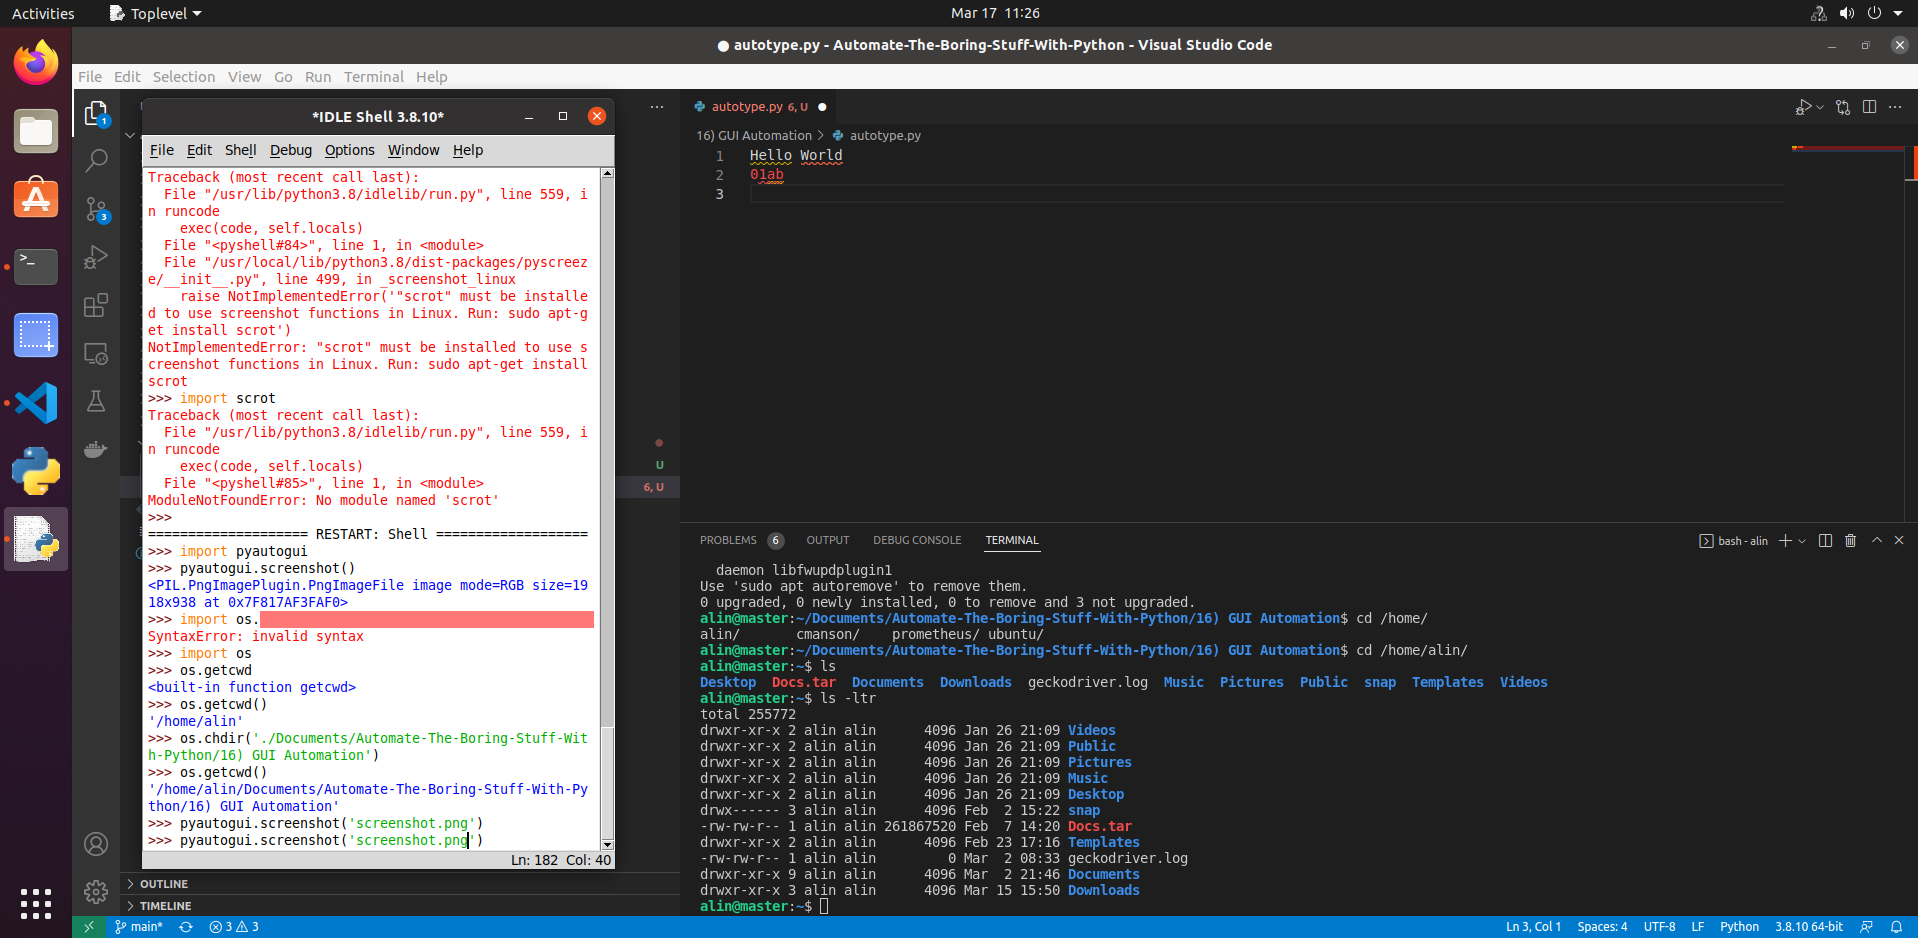 Activities
Toplevel
Mar 17 11:26
● autotype.py - Automate-The-Boring-Stuff-With-Python - Visual Studio Code
File Edit Selection View Go Run Terminal Help
*IDLE Shell 3.8.10*
File Edit Shell Debug Options Window Help
Traceback (most recent call last):
  File "/usr/lib/python3.8/idlelib/run.py", line 559, i
n runcode
    exec(code, self.locals)
  File "<pyshell#84>", line 1, in <module>
  File "/usr/local/lib/python3.8/dist-packages/pyscreez
e/__init__.py", line 499, in _screenshot_linux
    raise NotImplementedError('"scrot" must be installe
d to use screenshot functions in Linux. Run: sudo apt-g
et install scrot')
NotImplementedError: "scrot" must be installed to use s
creenshot functions in Linux. Run: sudo apt-get install
scrot
>>> import scrot
Traceback (most recent call last):
  File "/usr/lib/python3.8/idlelib/run.py", line 559, i
n runcode
    exec(code, self.locals)
  File "<pyshell#85>", line 1, in <module>
ModuleNotFoundError: No module named 'scrot'
>>>
==================== RESTART: Shell ===================
>>> import pyautogui
>>> pyautogui.screenshot()
<PIL.PngImagePlugin.PngImageFile image mode=RGB size=19
18x938 at 0x7F817AF3FAF0>
>>> import os.
SyntaxError: invalid syntax
>>> import os
>>> os.getcwd
<built-in function getcwd>
>>> os.getcwd()
'/home/alin'
>>> os.chdir('./Documents/Automate-The-Boring-Stuff-Wit
h-Python/16) GUI Automation')
>>> os.getcwd()
'/home/alin/Documents/Automate-The-Boring-Stuff-With-Py
thon/16) GUI Automation'
>>> pyautogui.screenshot('screenshot.png')
>>> pyautogui.screenshot('screenshot.png')
Ln: 182 Col: 40
1
3
U
6, U
OUTLINE
TIMELINE
autotype.py 6, U ●
16) GUI Automation > autotype.py
1 Hello World
2 01ab
3
PROBLEMS 6 OUTPUT DEBUG CONSOLE TERMINAL
bash - alin
  daemon libfwupdplugin1
Use 'sudo apt autoremove' to remove them.
0 upgraded, 0 newly installed, 0 to remove and 3 not upgraded.
alin@master:~/Documents/Automate-The-Boring-Stuff-With-Python/16) GUI Automation$ cd /home/
alin/       cmanson/    prometheus/ ubuntu/
alin@master:~/Documents/Automate-The-Boring-Stuff-With-Python/16) GUI Automation$ cd /home/alin/
alin@master:~$ ls
Desktop  Docs.tar  Documents  Downloads  geckodriver.log  Music  Pictures  Public  snap  Templates  Videos
alin@master:~$ ls -ltr
total 255772
drwxr-xr-x 2 alin alin      4096 Jan 26 21:09 Videos
drwxr-xr-x 2 alin alin      4096 Jan 26 21:09 Public
drwxr-xr-x 2 alin alin      4096 Jan 26 21:09 Pictures
drwxr-xr-x 2 alin alin      4096 Jan 26 21:09 Music
drwxr-xr-x 2 alin alin      4096 Jan 26 21:09 Desktop
drwx------ 3 alin alin      4096 Feb  2 15:22 snap
-rw-rw-r-- 1 alin alin 261867520 Feb  7 14:20 Docs.tar
drwxr-xr-x 2 alin alin      4096 Feb 23 17:16 Templates
-rw-rw-r-- 1 alin alin         0 Mar  2 08:33 geckodriver.log
drwxr-xr-x 9 alin alin      4096 Mar  2 21:46 Documents
drwxr-xr-x 3 alin alin      4096 Mar 15 15:50 Downloads
alin@master:~$
main* 3 3
Ln 3, Col 1 Spaces: 4 UTF-8 LF Python 3.8.10 64-bit